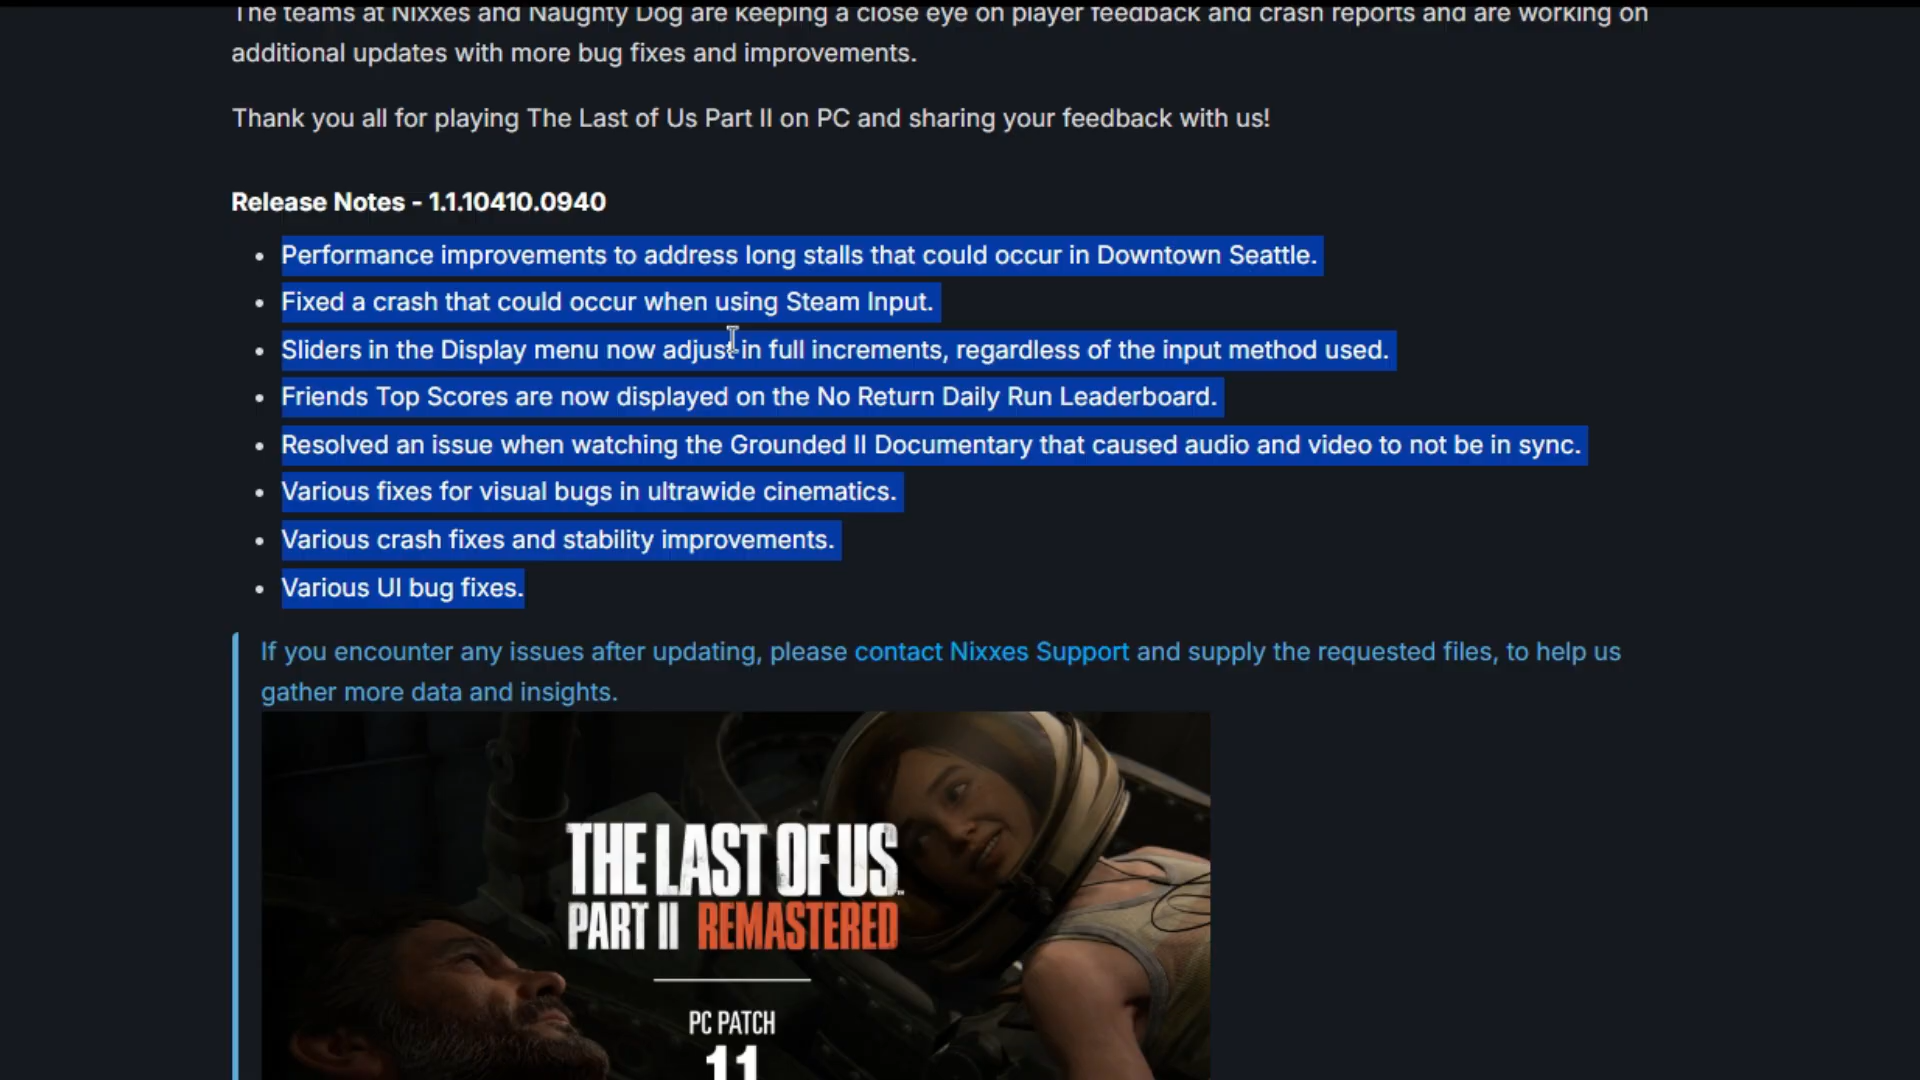 The teams at Nixxes and Naughty Dog are keeping a close eye on player feedback and crash reports and are working on
additional updates with more bug fixes and improvements.
Thank you all for playing The Last of Us Part II on PC and sharing your feedback with us!
Release Notes - 1.1.10410.0940
• Performance improvements to address long stalls that could occur in Downtown Seattle.
• Fixed a crash that could occur when using Steam Input.
• Sliders in the Display menu now adjust in full increments, regardless of the input method used.
• Friends Top Scores are now displayed on the No Return Daily Run Leaderboard.
• Resolved an issue when watching the Grounded II Documentary that caused audio and video to not be in sync.
• Various fixes for visual bugs in ultrawide cinematics.
• Various crash fixes and stability improvements.
• Various UI bug fixes.
If you encounter any issues after updating, please contact Nixxes Support and supply the requested files, to help us
gather more data and insights.
THE LAST OF US
PART II REMASTERED
PC PATCH
11